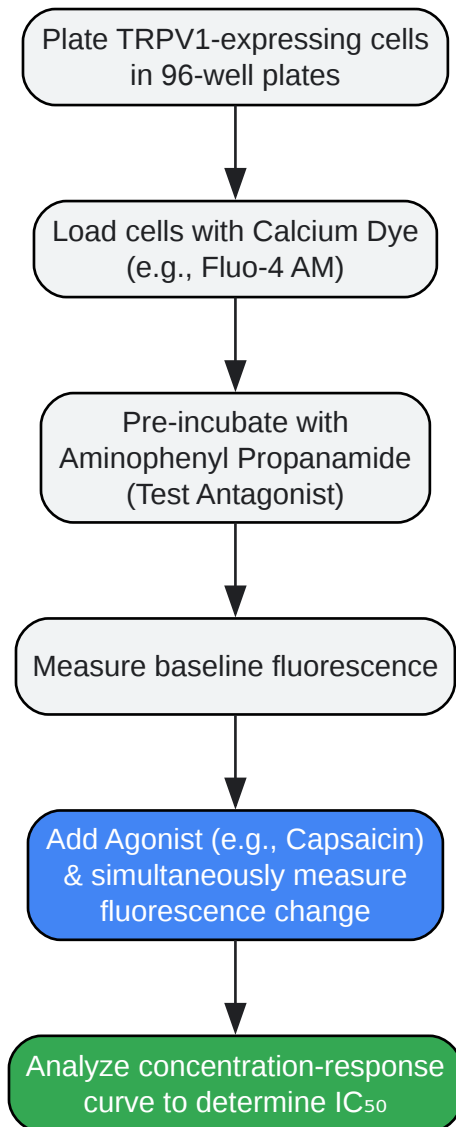 Plate TRPV1-expressing cells
in 96-well plates
Load cells with Calcium Dye
(e.g., Fluo-4 AM)
Pre-incubate with
Aminophenyl Propanamide
(Test Antagonist)
Measure baseline fluorescence
Add Agonist (e.g., Capsaicin)
& simultaneously measure
fluorescence change
Analyze concentration-response
curve to determine IC₅₀